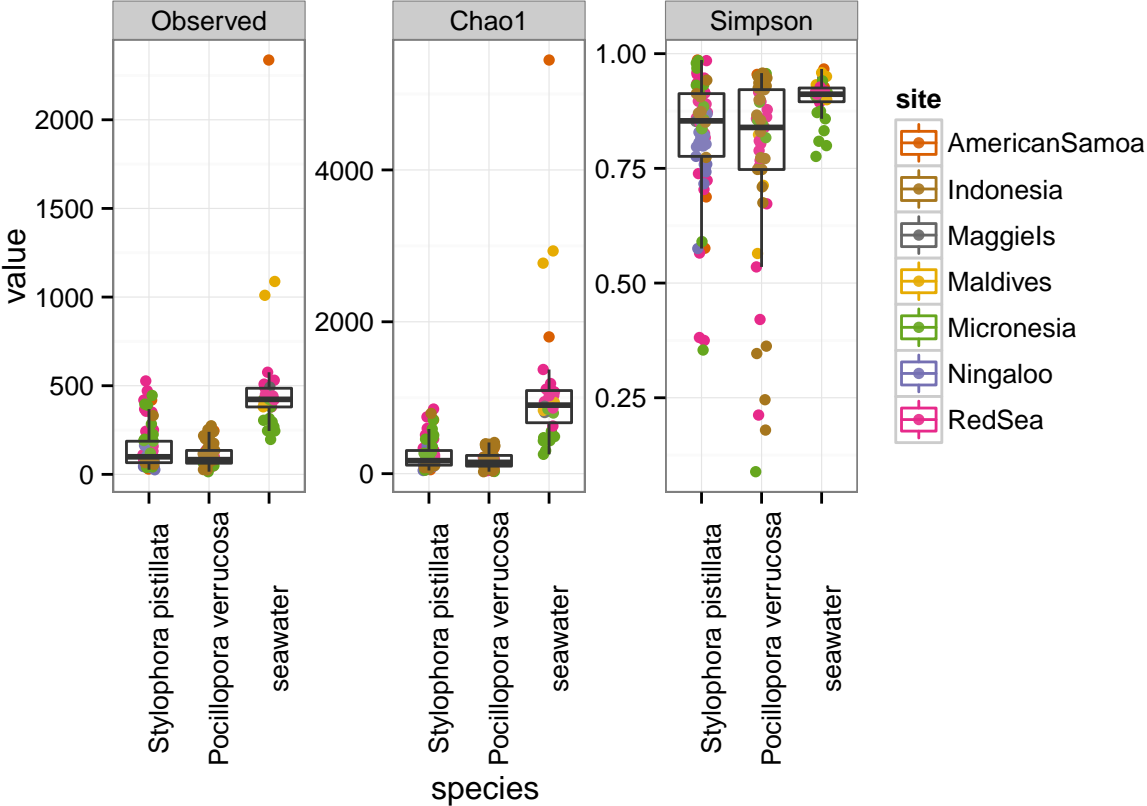 Observed
Chao1
Simpson
value
2000
1500
1000
500
0
4000
2000
0
1.00
0.75
0.50
0.25
Stylophora pistillata
Pocillopora verrucosa
seawater
Stylophora pistillata
Pocillopora verrucosa
seawater
Stylophora pistillata
Pocillopora verrucosa
seawater
species
site
AmericanSamoa
Indonesia
MaggieIs
Maldives
Micronesia
Ningaloo
RedSea